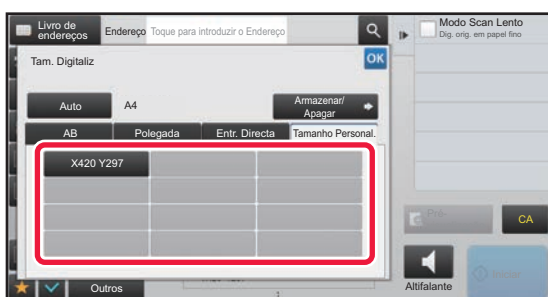 Livro de
endereços
Endereço Toque para introduzir o Endereço
Modo Scan Lento
Dig. orig. em papel fino
Tam. Digitaliz
OK
Auto
A4
Armazenar/
Apagar
AB
Polegada
Entr. Directa
Tamanho Personal.
X420 Y297
CA
Outros
1
Altifalante